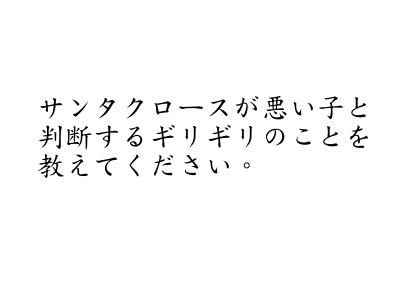 サンタクロースが悪い子と
判断するギリギリのことを
教えてください。